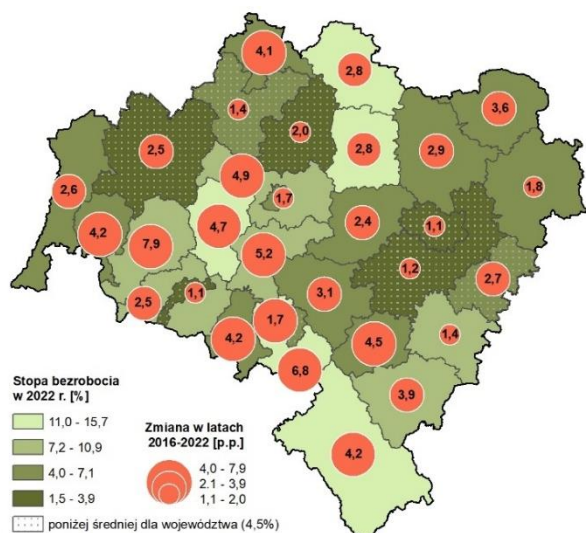 4,1
2,8
3,6
1,4
2,0
2,8
2,9
2,5
4,9
1,8
2,6
1,7
4,7
2,4
1,1
4,2
7,9
5,2
1,2
2,7
2,5
1,1
3,1
1,7
4,2
4,5
1,4
6,8
3,9
4,2
Stopa bezrobocia
w 2022 r. [%]
11,0 - 15,7
7,2 - 10,9
4,0 - 7,1
1,5 - 3,9
poniżej średniej dla województwa (4,5%)
Zmiana w latach
2016-2022 [p.p.]
4,0 - 7,9
2.1 - 3,9
1,1 - 2,0